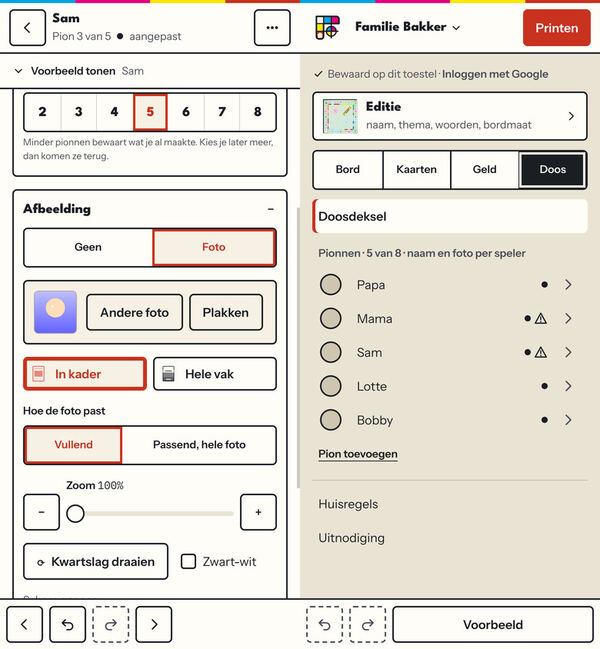 Sam
Pion 3 van 5 ● aangepast
Voorbeeld tonen Sam
2 3 4 5 6 7 8
Minder pionnen bewaart wat je al maakte. Kies je later meer,
dan komen ze terug.
Afbeelding
Geen Foto
Andere foto Plakken
In kader Hele vak
Hoe de foto past
Vullend Passend, hele foto
Zoom 100%
Kwartslag draaien Zwart-wit
Familie Bakker
Printen
Bewaard op dit toestel · Inloggen met Google
Editie
naam, thema, woorden, bordmaat
Bord Kaarten Geld Doos
Doosdeksel
Pionnen · 5 van 8 · naam en foto per speler
Papa
Mama
Sam
Lotte
Bobby
Pion toevoegen
Huisregels
Uitnodiging
Voorbeeld